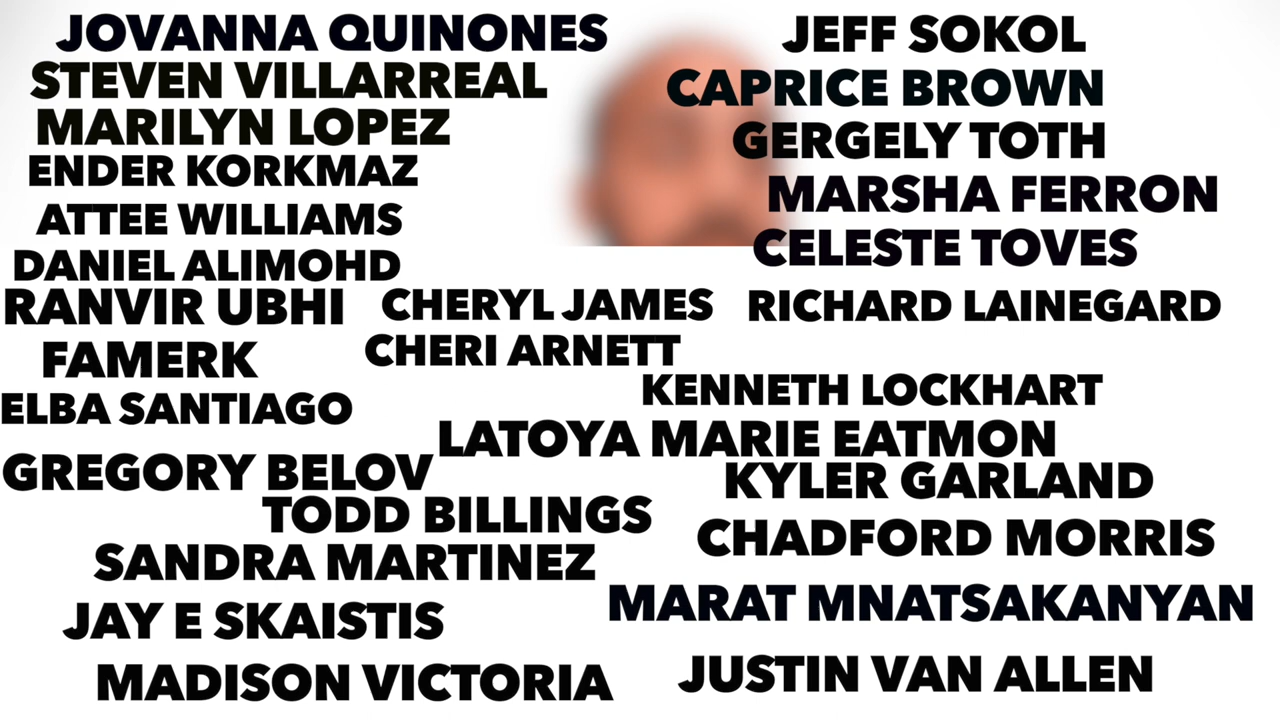 JOVANNA QUINONES
JEFF SOKOL
STEVEN VILLARREAL
CAPRICE BROWN
MARILYN LOPEZ
GERGELY TOTH
ENDER KORKMAZ
MARSHA FERRON
ATTEE WILLIAMS
CELESTE TOVES
DANIEL ALIMOHD
RANVIR UBHI
CHERYL JAMES
RICHARD LAINEGARD
FAMERK
CHERI ARNETT
KENNETH LOCKHART
ELBA SANTIAGO
LATOYA MARIE EATMON
GREGORY BELOV
KYLER GARLAND
TODD BILLINGS
CHADFORD MORRIS
SANDRA MARTINEZ
MARAT MNATSAKANYAN
JAY E SKAISTIS
JUSTIN VAN ALLEN
MADISON VICTORIA